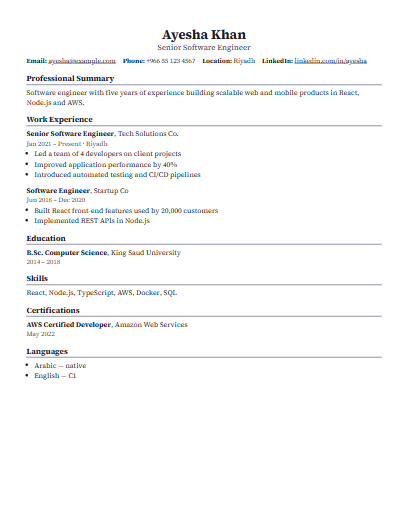 Ayesha Khan
Senior Software Engineer
Email: ayesha@example.com Phone: +966 55 123 4567 Location: Riyadh LinkedIn: linkedin.com/in/ayesha
Professional Summary
Software engineer with five years of experience building scalable web and mobile products in React,
Node.js and AWS.
Work Experience
Senior Software Engineer, Tech Solutions Co.
Jan 2021 – Present · Riyadh
• Led a team of 4 developers on client projects
• Improved application performance by 40%
• Introduced automated testing and CI/CD pipelines
Software Engineer, Startup Co
Jun 2018 – Dec 2020
• Built React front-end features used by 20,000 customers
• Implemented REST APIs in Node.js
Education
B.Sc. Computer Science, King Saud University
2014 – 2018
Skills
React, Node.js, TypeScript, AWS, Docker, SQL
Certifications
AWS Certified Developer, Amazon Web Services
May 2022
Languages
• Arabic — native
• English — C1